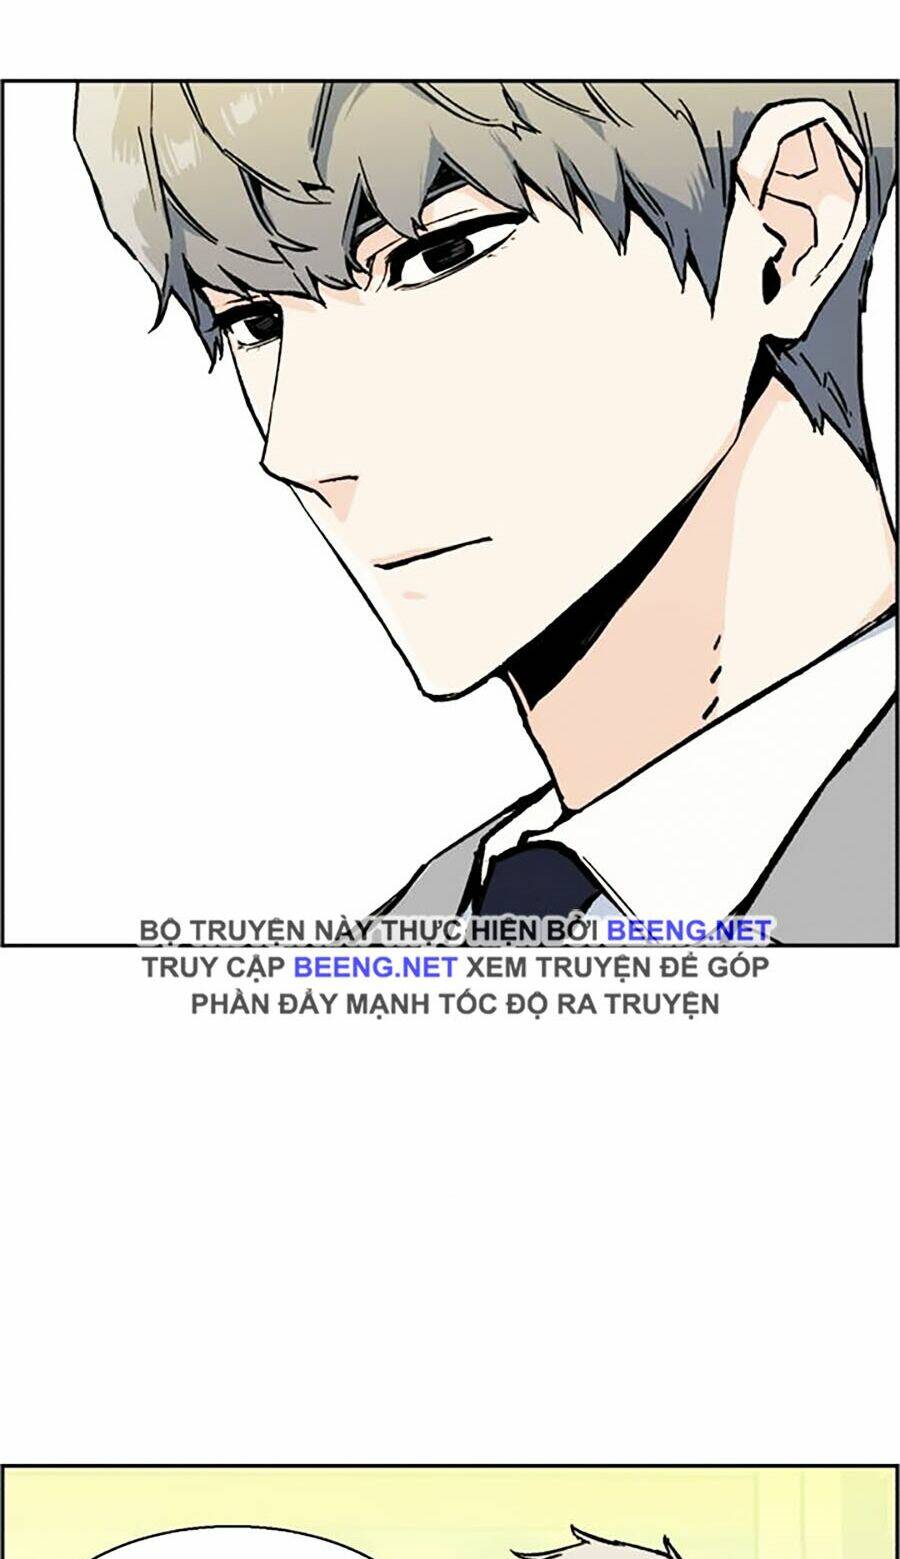 BỘ TRUYỆN NÀY THỰC HIỆN BỞI BEENG.NET
TRUY CẬP BEENG.NET XEM TRUYỆN ĐỂ GÓP
PHẦN ĐẨY MẠNH TỐC ĐỘ RA TRUYỆN